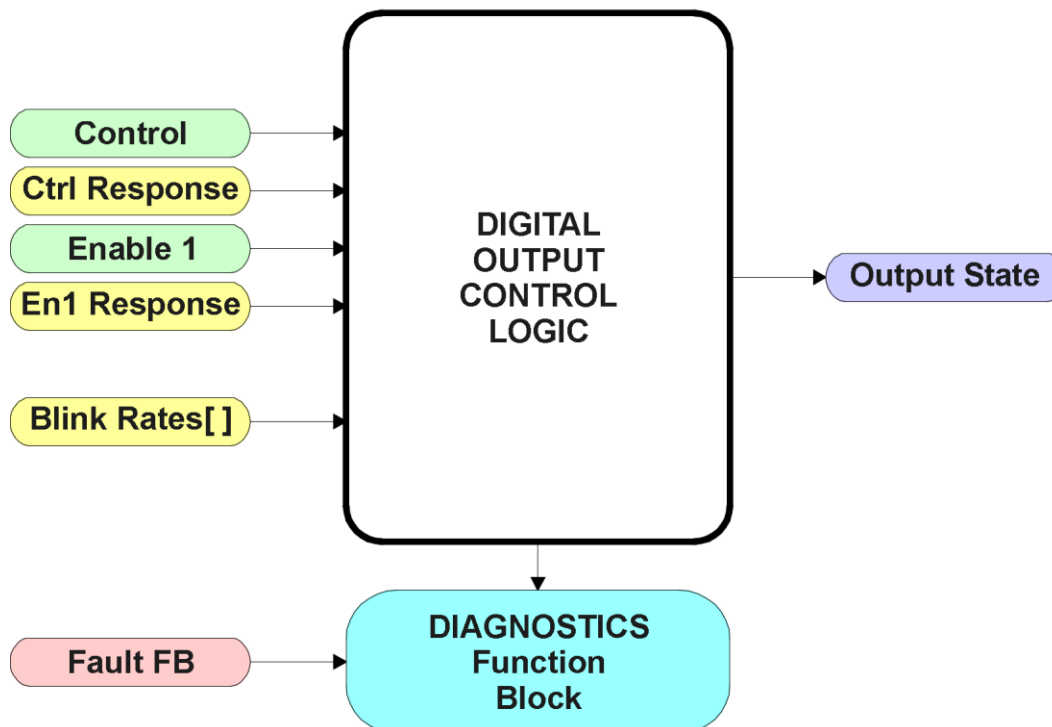 Control
Ctrl Response
Enable 1
En1 Response
Blink Rates[ ]
DIGITAL
OUTPUT
CONTROL
LOGIC
Output State
Fault FB
DIAGNOSTICS
Function
Block